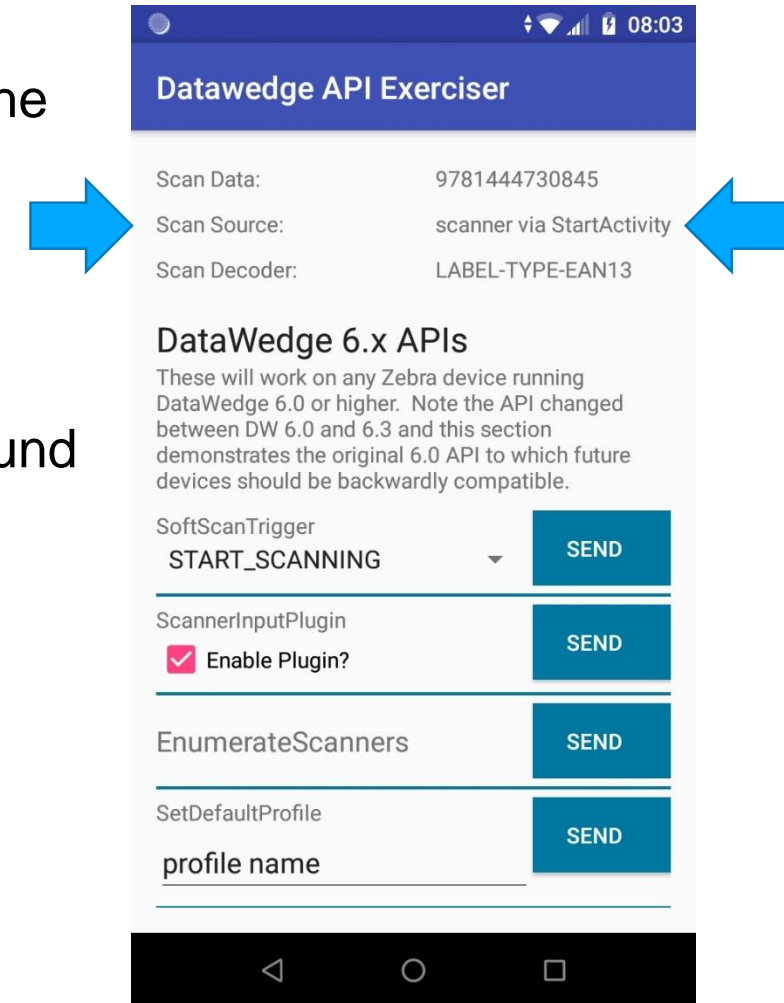 08:03
Datawedge API Exerciser
ne
Scan Data: 9781444730845
Scan Source: scanner via StartActivity
Scan Decoder: LABEL-TYPE-EAN13
DataWedge 6.x APIs
These will work on any Zebra device running
DataWedge 6.0 or higher. Note the API changed
between DW 6.0 and 6.3 and this section
demonstrates the original 6.0 API to which future
devices should be backwardly compatible.
und
SoftScanTrigger
START_SCANNING
SEND
ScannerInputPlugin
Enable Plugin?
SEND
EnumerateScanners
SEND
SetDefaultProfile
profile name
SEND